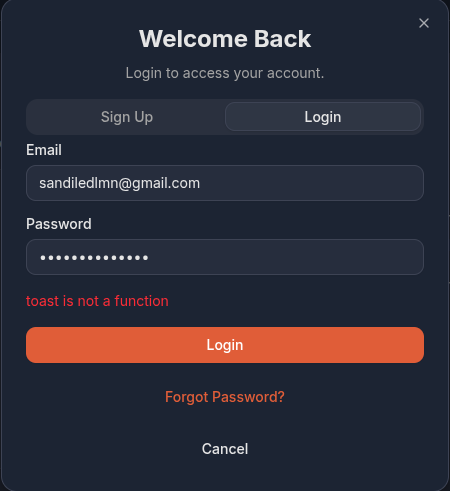 Welcome Back
Login to access your account.
Sign Up
Login
Email
sandiledlmn@gmail.com
Password
••••••••••••••
toast is not a function
Login
Forgot Password?
Cancel